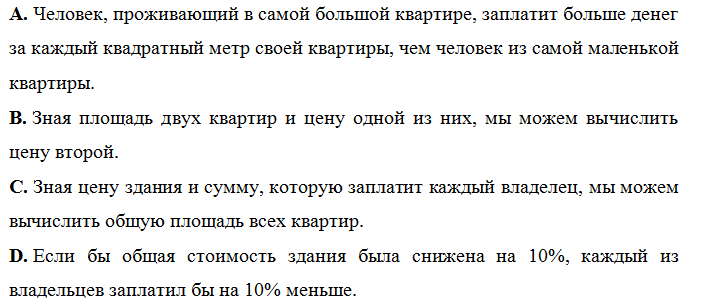 A. Человек, проживающий в самой большой квартире, заплатит больше денег
за каждый квадратный метр своей квартиры, чем человек из самой маленькой
квартиры.
B. Зная площадь двух квартир и цену одной из них, мы можем вычислить
цену второй.
C. Зная цену здания и сумму, которую заплатит каждый владелец, мы можем
вычислить общую площадь всех квартир.
D. Если бы общая стоимость здания была снижена на 10%, каждый из
владельцев заплатил бы на 10% меньше.